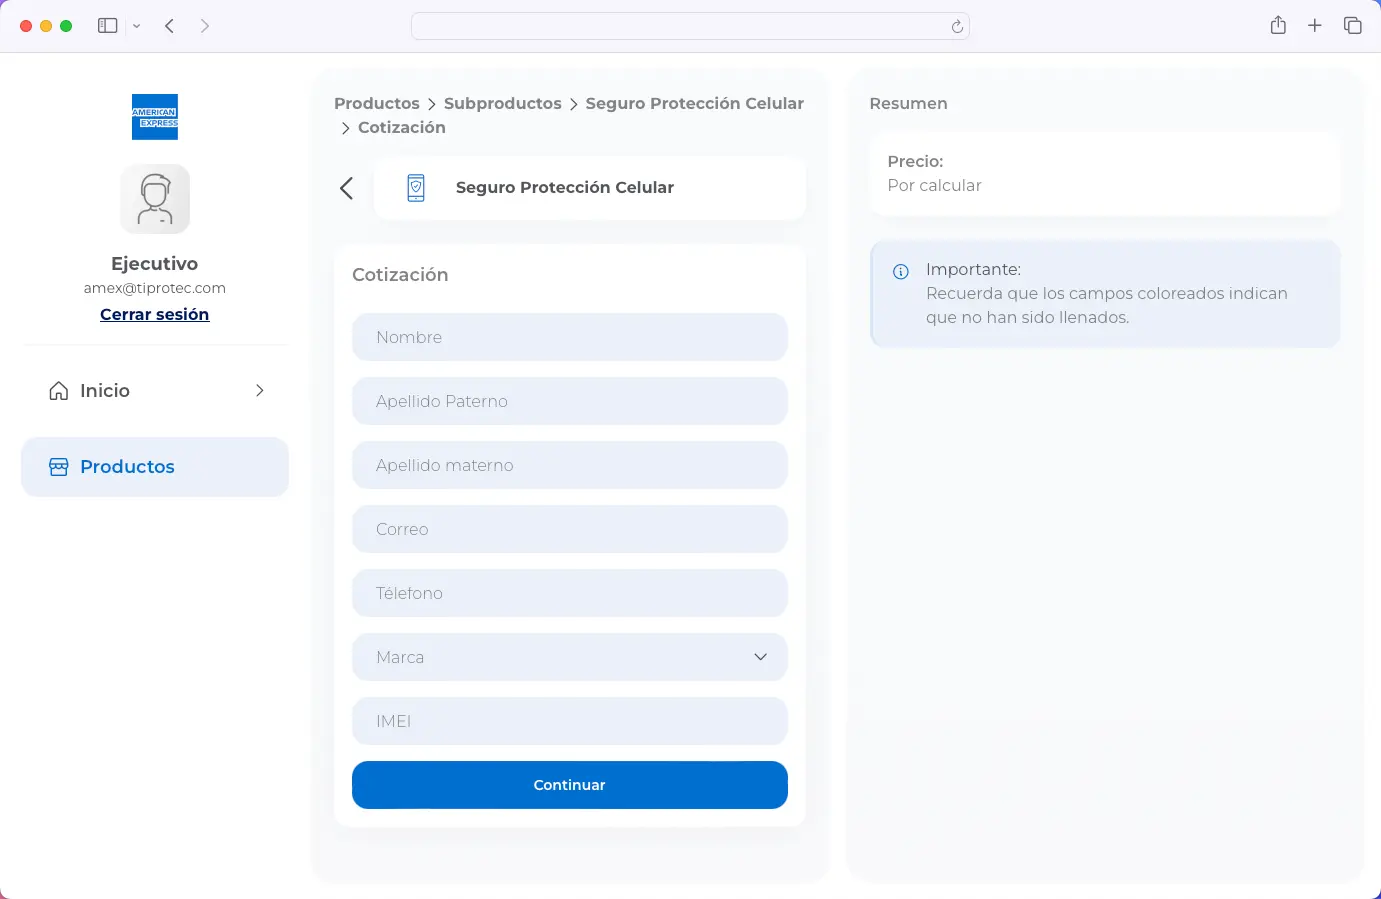 AMERICAN
EXPRESS
Ejecutivo
amex@tiprotec.com
Cerrar sesión
Inicio
Productos
Productos > Subproductos > Seguro Protección Celular
> Cotización
Seguro Protección Celular
Cotización
Nombre
Apellido Paterno
Apellido materno
Correo
Télefono
Marca
IMEI
Continuar
Resumen
Precio:
Por calcular
Importante:
Recuerda que los campos coloreados indican
que no han sido llenados.